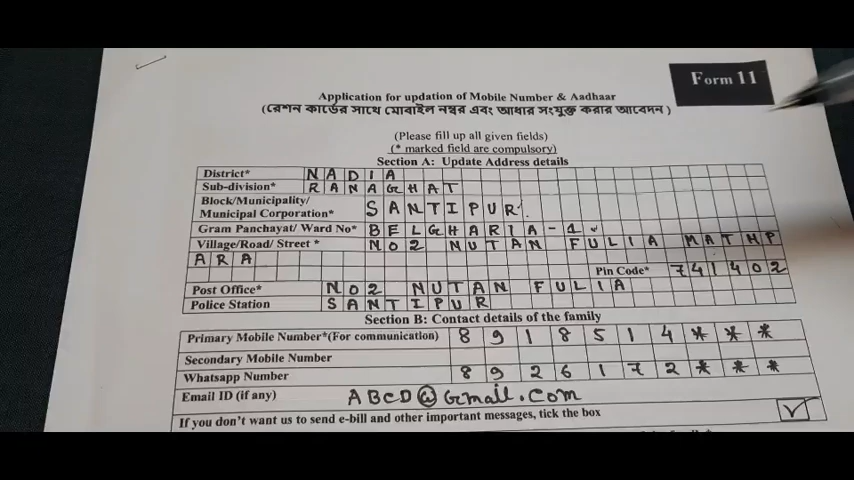 Form 11
Application for updation of Mobile Number & Aadhaar
(রেশন কার্ডের সাথে মোবাইল নম্বর এবং আধার সংযুক্ত করার আবেদন)
(Please fill up all given fields)
(* marked field are compulsory)
Section A: Update Address details
District* NADIA
Sub-division* RANAGHAT
Block/Municipality/
Municipal Corporation* SANTIPUR
Gram Panchayat/ Ward No* BELGHARIA-1
Village/Road/ Street * NO2 NUTAN FULIA MATHP
ARA
Pin Code* 741402
Post Office* NO2 NUTAN FULIA
Police Station SANTIPUR
Section B: Contact details of the family
Primary Mobile Number*(For communication) 8918514***
Secondary Mobile Number
Whatsapp Number 8926172***
Email ID (if any) ABCD@Gmail.com
If you don't want us to send e-bill and other important messages, tick the box ✓